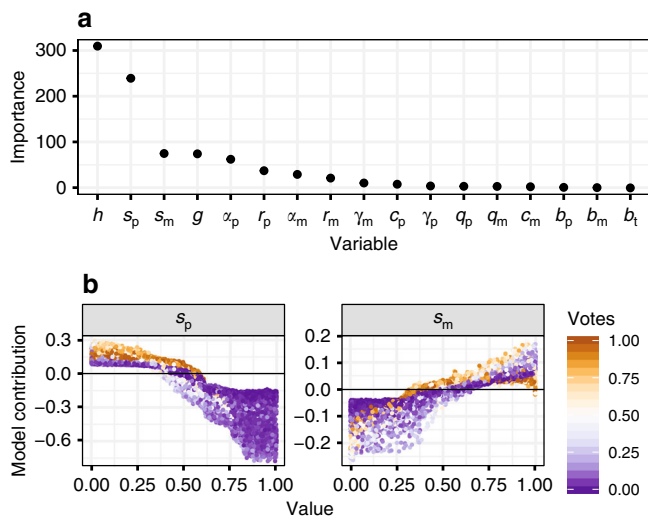 a
Importance
300
200
100
0
h s_p s_m g α_p r_p α_m r_m γ_m c_p γ_p q_p q_m c_m b_p b_m b_t
Variable
b
s_p s_m
Model contribution
0.3
0.0
−0.3
−0.6
0.2
0.1
0.0
−0.1
−0.2
0.00 0.25 0.50 0.75 1.00 0.00 0.25 0.50 0.75 1.00
Value
Votes
1.00
0.75
0.50
0.25
0.00